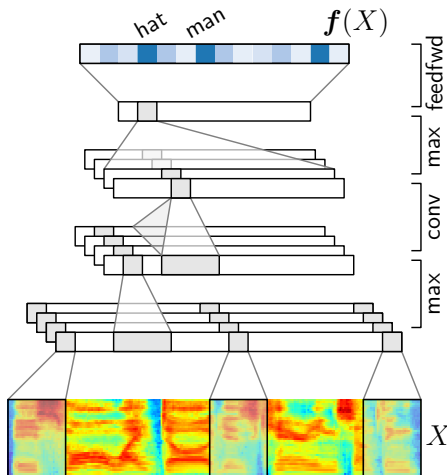 hat man f(X)
feedfwd
max
conv
max
X